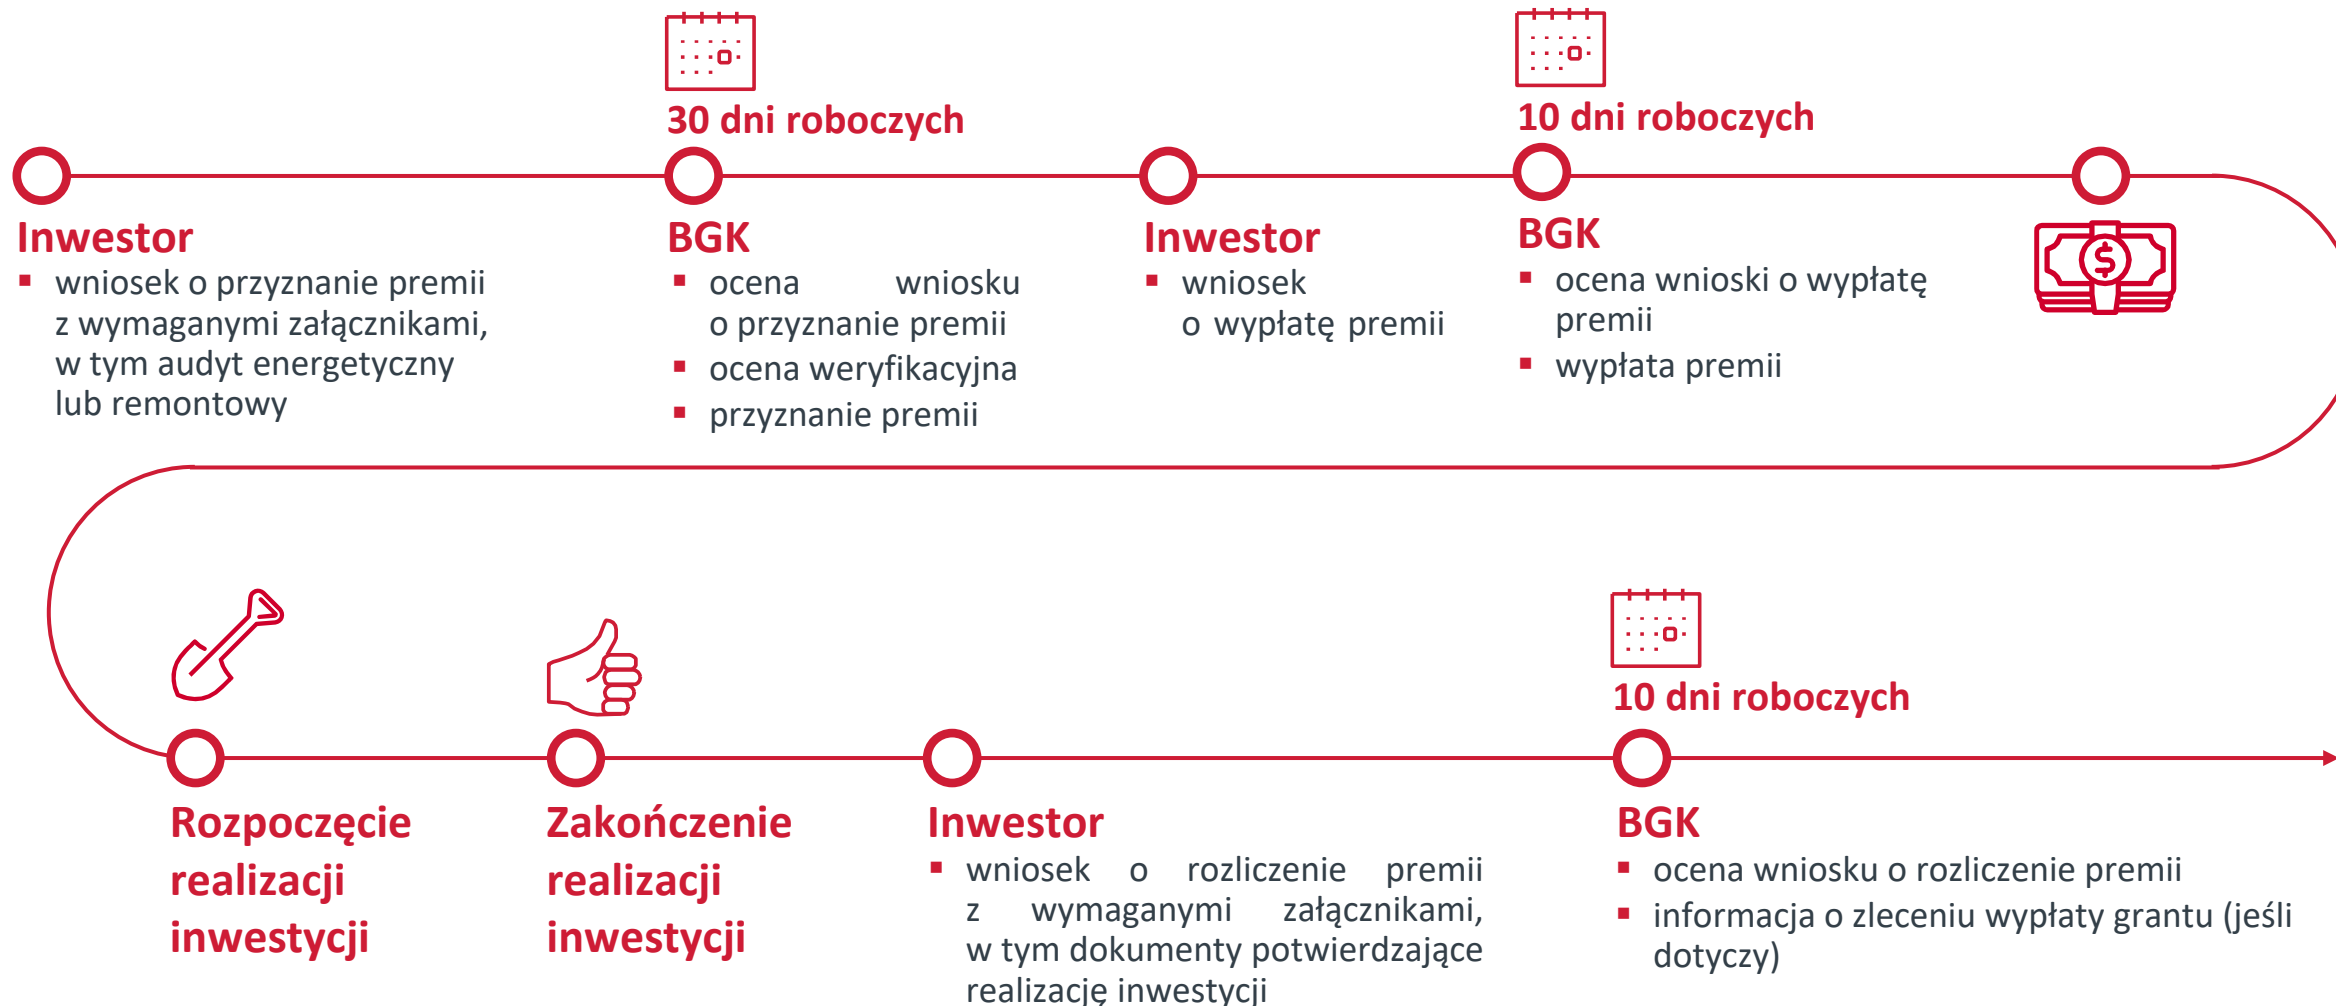 30 dni roboczych
10 dni roboczych
Inwestor
▪ wniosek o przyznanie premii
z wymaganymi załącznikami,
w tym audyt energetyczny
lub remontowy
BGK
▪ ocena wniosku
o przyznanie premii
▪ ocena weryfikacyjna
▪ przyznanie premii
Inwestor
▪ wniosek
o wypłatę premii
BGK
▪ ocena wnioski o wypłatę
premii
▪ wypłata premii
$
10 dni roboczych
Rozpoczęcie
realizacji
inwestycji
Zakończenie
realizacji
inwestycji
Inwestor
▪ wniosek o rozliczenie premii
z wymaganymi załącznikami,
w tym dokumenty potwierdzające
realizację inwestycji
BGK
▪ ocena wniosku o rozliczenie premii
▪ informacja o zleceniu wypłaty grantu (jeśli
dotyczy)